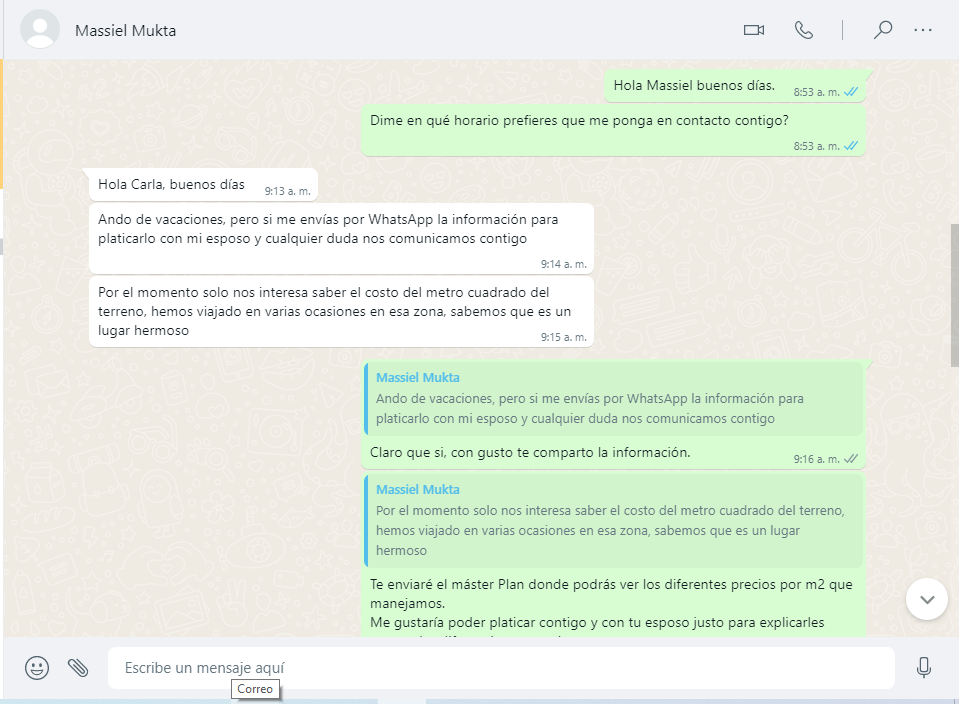 Massiel Mukta
Hola Massiel buenos días.
8:53 a. m.
Dime en qué horario prefieres que me ponga en contacto contigo?
8:53 a. m.
Hola Carla, buenos días
9:13 a. m.
Ando de vacaciones, pero si me envías por WhatsApp la información para
platicarlo con mi esposo y cualquier duda nos comunicamos contigo
9:14 a. m.
Por el momento solo nos interesa saber el costo del metro cuadrado del
terreno, hemos viajado en varias ocasiones en esa zona, sabemos que es un
lugar hermoso
9:15 a. m.
Massiel Mukta
Ando de vacaciones, pero si me envías por WhatsApp la información para
platicarlo con mi esposo y cualquier duda nos comunicamos contigo
Claro que si, con gusto te comparto la información.
9:16 a. m.
Massiel Mukta
Por el momento solo nos interesa saber el costo del metro cuadrado del terreno,
hemos viajado en varias ocasiones en esa zona, sabemos que es un lugar
hermoso
Te enviaré el máster Plan donde podrás ver los diferentes precios por m2 que
manejamos.
Me gustaría poder platicar contigo y con tu esposo justo para explicarles
Escribe un mensaje aquí
Correo